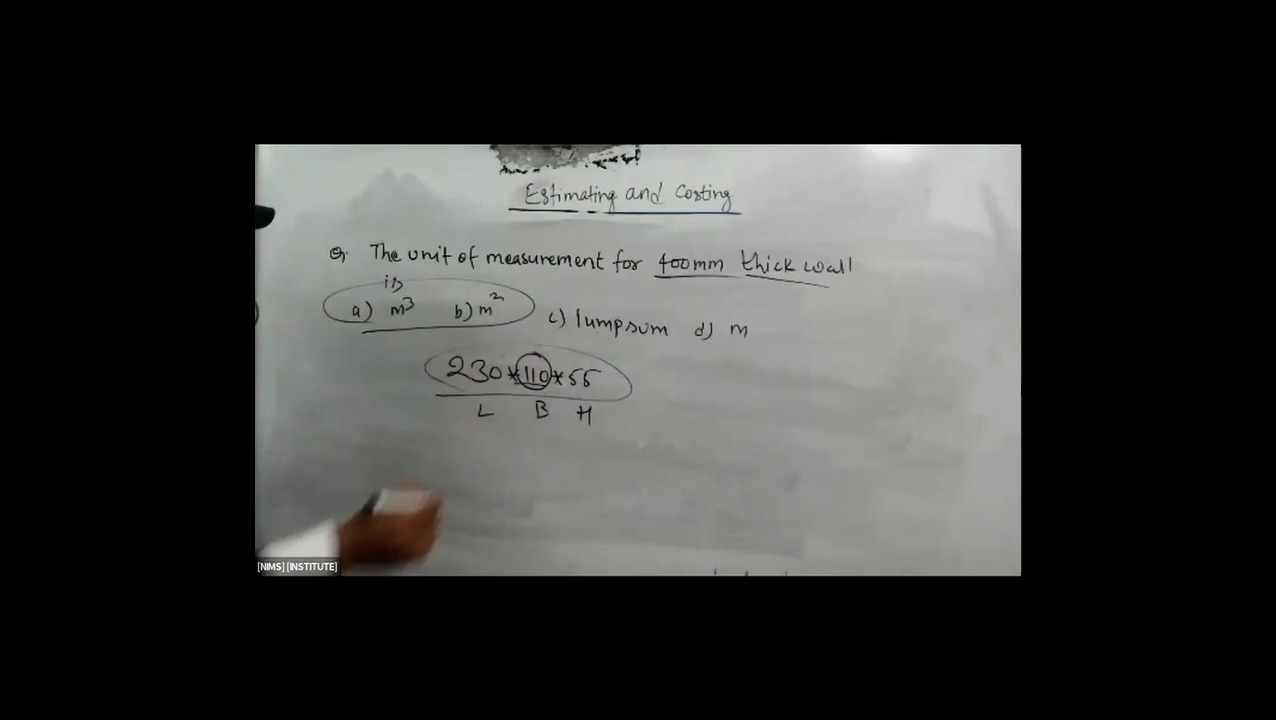 Estimating and Costing
Q. The unit of measurement for 400mm thick wall
is
a) m³ b) m² c) lumpsum d) m
230*110*55
L B H
[NIMS] [INSTITUTE]